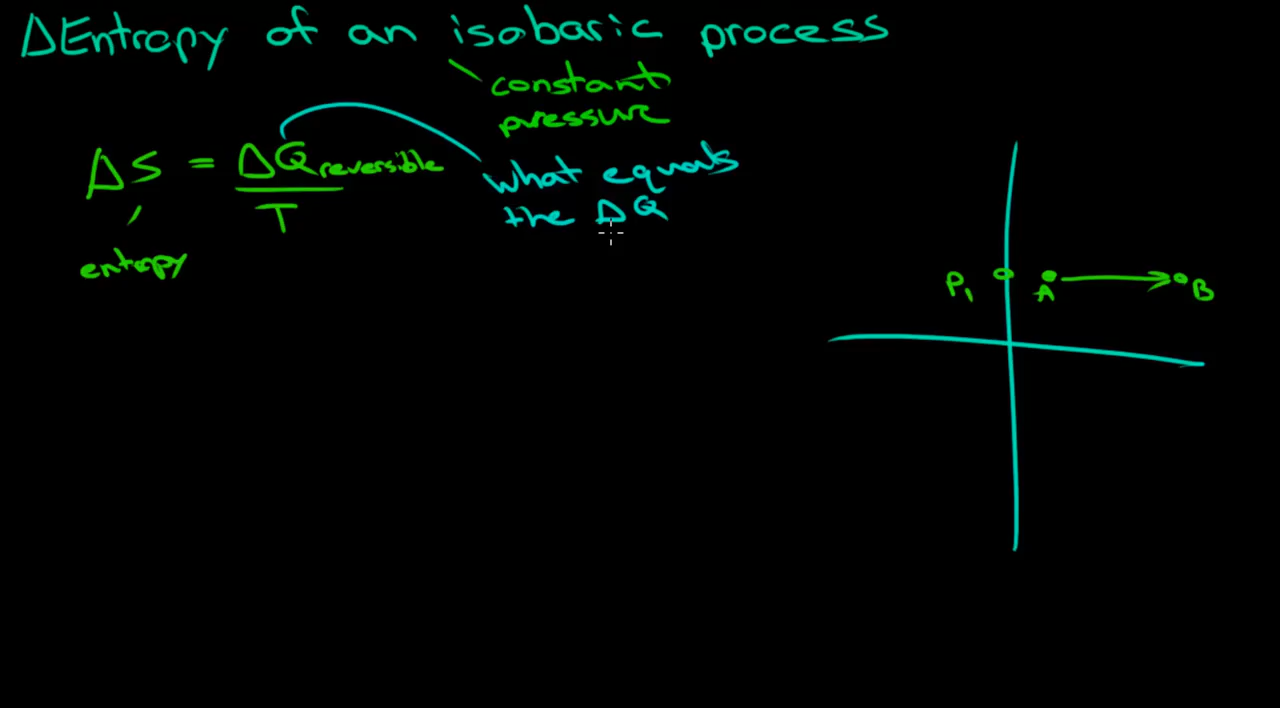 ΔEntropy of an isobaric process
constant
pressure
ΔS = ΔQreversible
T
entropy
what equals
the ΔQ
P1
A
B